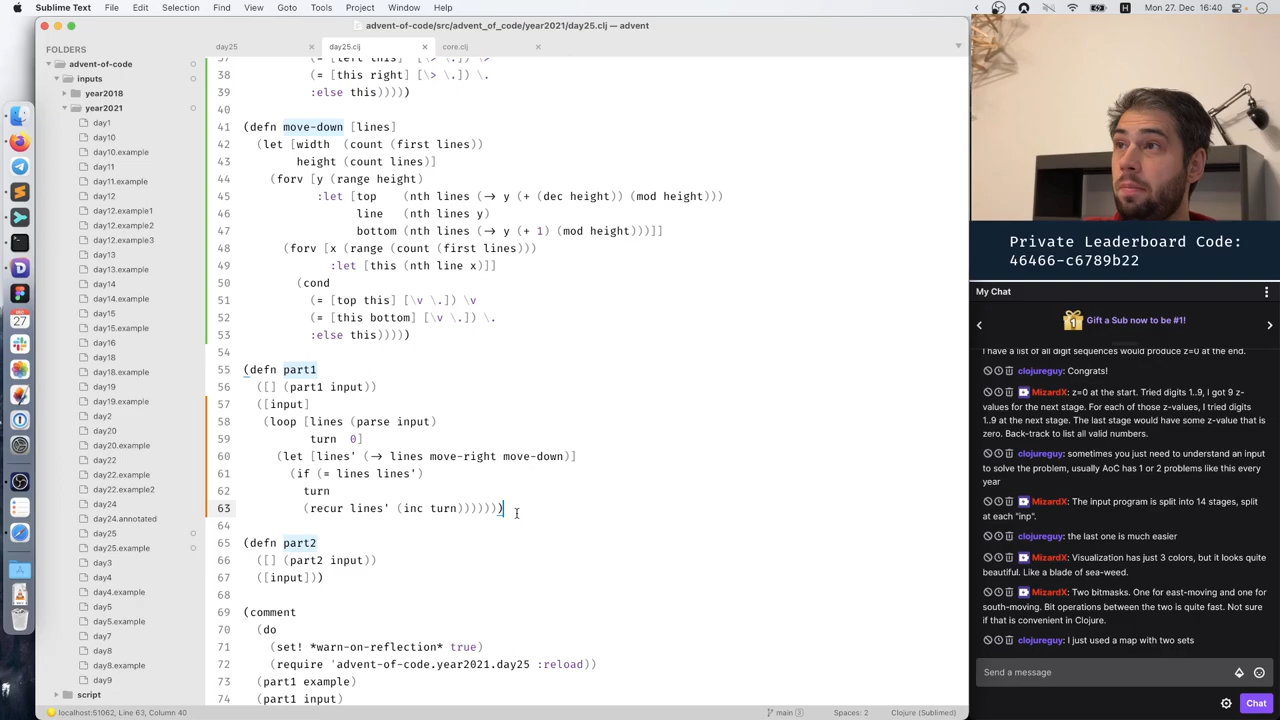 Sublime Text File Edit Selection Find View Goto Tools Project Window Help
Mon 27. Dec 16:40
advent-of-code/src/advent_of_code/year2021/day25.clj — advent
FOLDERS
advent-of-code
inputs
year2018
year2021
day1
day10
day10.example
day11
day11.example
day12
day12.example1
day12.example2
day12.example3
day13
day13.example
day14
day14.example
day15
day15.example
day16
day18
day18.example
day19
day19.example
day2
day20
day20.example
day22
day22.example
day22.example2
day24
day24.annotated
day25
day25.example
day3
day4
day4.example
day5
day5.example
day6
day7
day8
day8.example
day9
script
day25
day25.clj
core.clj
38 (= [this right] [\> \.]) \.
39 :else this))))
40
41 (defn move-down [lines]
42 (let [width (count (first lines))
43 height (count lines)]
44 (forv [y (range height)
45 :let [top (nth lines (-> y (+ (dec height)) (mod height)))
46 line (nth lines y)
47 bottom (nth lines (-> y (+ 1) (mod height)))]]
48 (forv [x (range (count (first lines)))
49 :let [this (nth line x)]]
50 (cond
51 (= [top this] [\v \.]) \v
52 (= [this bottom] [\v \.]) \.
53 :else this)))))
54
55 (defn part1
56 ([] (part1 input))
57 ([input]
58 (loop [lines (parse input)
59 turn 0]
60 (let [lines' (-> lines move-right move-down)]
61 (if (= lines lines')
62 turn
63 (recur lines' (inc turn))))))
64
65 (defn part2
66 ([] (part2 input))
67 ([input]))
68
69 (comment
70 (do
71 (set! *warn-on-reflection* true)
72 (require 'advent-of-code.year2021.day25 :reload))
73 (part1 example)
74 (part1 input)
localhost:51062, Line 63, Column 40
main
Spaces: 2
Clojure (Sublimed)
Private Leaderboard Code:
46466-c6789b22
My Chat
Gift a Sub now to be #1!
I have a list of all digit sequences would produce z=0 at the end.
clojureguy: Congrats!
MizardX: z=0 at the start. Tried digits 1..9, I got 9 z-
values for the next stage. For each of those z-values, I tried digits
1..9 at the next stage. The last stage would have some z-value that is
zero. Back-track to list all valid numbers.
clojureguy: sometimes you just need to understand an input
to solve the problem, usually AoC has 1 or 2 problems like this every
year
MizardX: The input program is split into 14 stages, split
at each "inp".
clojureguy: the last one is much easier
MizardX: Visualization has just 3 colors, but it looks quite
beautiful. Like a blade of sea-weed.
MizardX: Two bitmasks. One for east-moving and one for
south-moving. Bit operations between the two is quite fast. Not sure
if that is convenient in Clojure.
clojureguy: I just used a map with two sets
Send a message
Chat